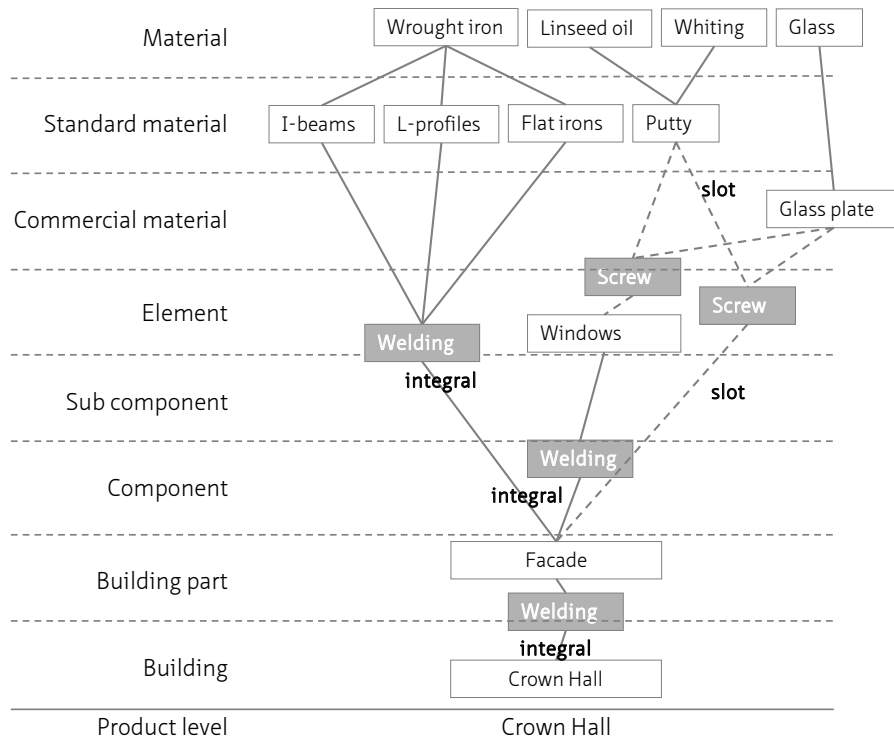 Material
Wrought iron
Linseed oil
Whiting
Glass
Standard material
I-beams
L-profiles
Flat irons
Putty
slot
Commercial material
Glass plate
Screw
Screw
Element
Windows
Welding
integral
Sub component
slot
Welding
Component
integral
Facade
Building part
Welding
integral
Building
Crown Hall
Product level
Crown Hall